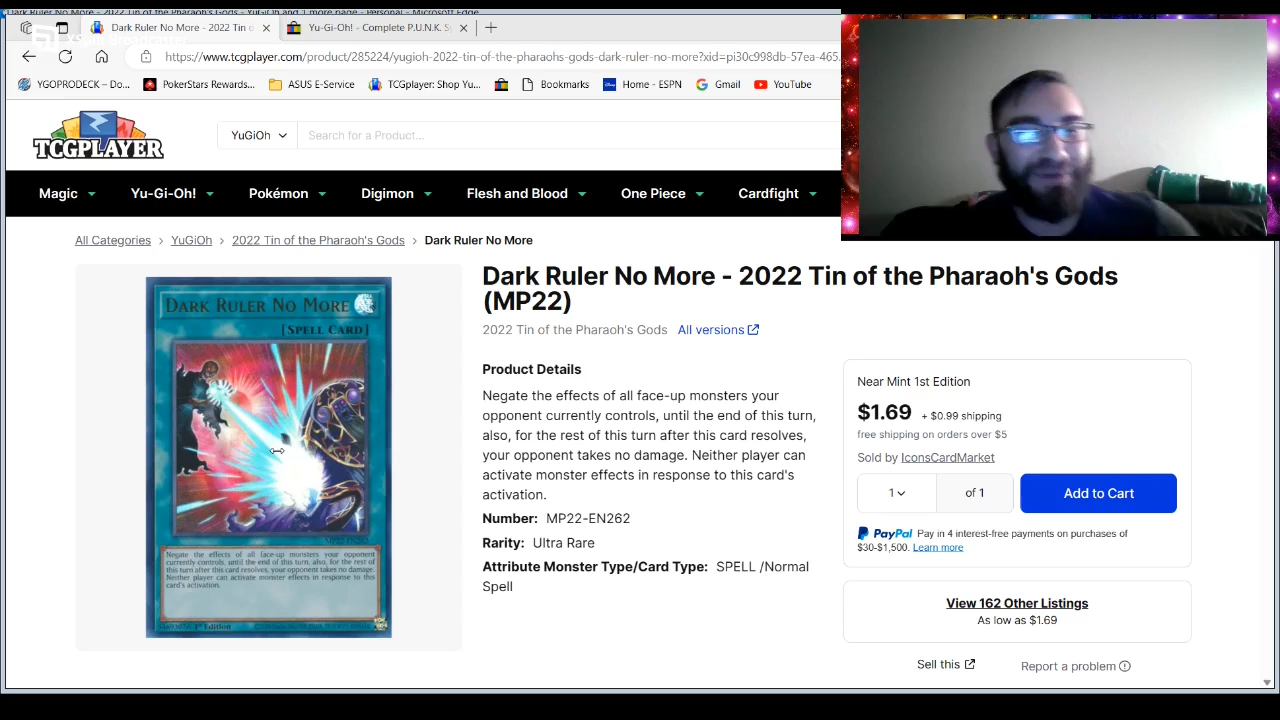 Dark Ruler No More - 2022 Tin of the Pharaoh's Gods - YuGiOh and 1 more page - Personal - Microsoft Edge
Dark Ruler No More - 2022 Tin o
Yu-Gi-Oh! - Complete P.U.N.K. S
https://www.tcgplayer.com/product/285224/yugioh-2022-tin-of-the-pharaohs-gods-dark-ruler-no-more?xid=pi30c998db-57ea-465.
YGOPRODECK – Do...
PokerStars Rewards...
ASUS E-Service
TCGplayer: Shop Yu...
Bookmarks
Home - ESPN
Gmail
YouTube
TCGPLAYER
YuGiOh
Search for a Product...
Magic
Yu-Gi-Oh!
Pokémon
Digimon
Flesh and Blood
One Piece
Cardfight
All Categories > YuGiOh > 2022 Tin of the Pharaoh's Gods > Dark Ruler No More
DARK RULER NO MORE
[SPELL CARD]
MP22-EN262
Negate the effects of all face-up monsters your opponent
currently controls, until the end of this turn, also, for the rest of
this turn after this card resolves, your opponent takes no damage.
Neither player can activate monster effects in response to this
card's activation.
1st Edition
Dark Ruler No More - 2022 Tin of the Pharaoh's Gods
(MP22)
2022 Tin of the Pharaoh's Gods
All versions
Product Details
Negate the effects of all face-up monsters your
opponent currently controls, until the end of this turn,
also, for the rest of this turn after this card resolves,
your opponent takes no damage. Neither player can
activate monster effects in response to this card's
activation.
Number: MP22-EN262
Rarity: Ultra Rare
Attribute Monster Type/Card Type: SPELL /Normal
Spell
Near Mint 1st Edition
$1.69 + $0.99 shipping
free shipping on orders over $5
Sold by IconsCardMarket
1
of 1
Add to Cart
PayPal Pay in 4 interest-free payments on purchases of
$30-$1,500. Learn more
View 162 Other Listings
As low as $1.69
Sell this
Report a problem